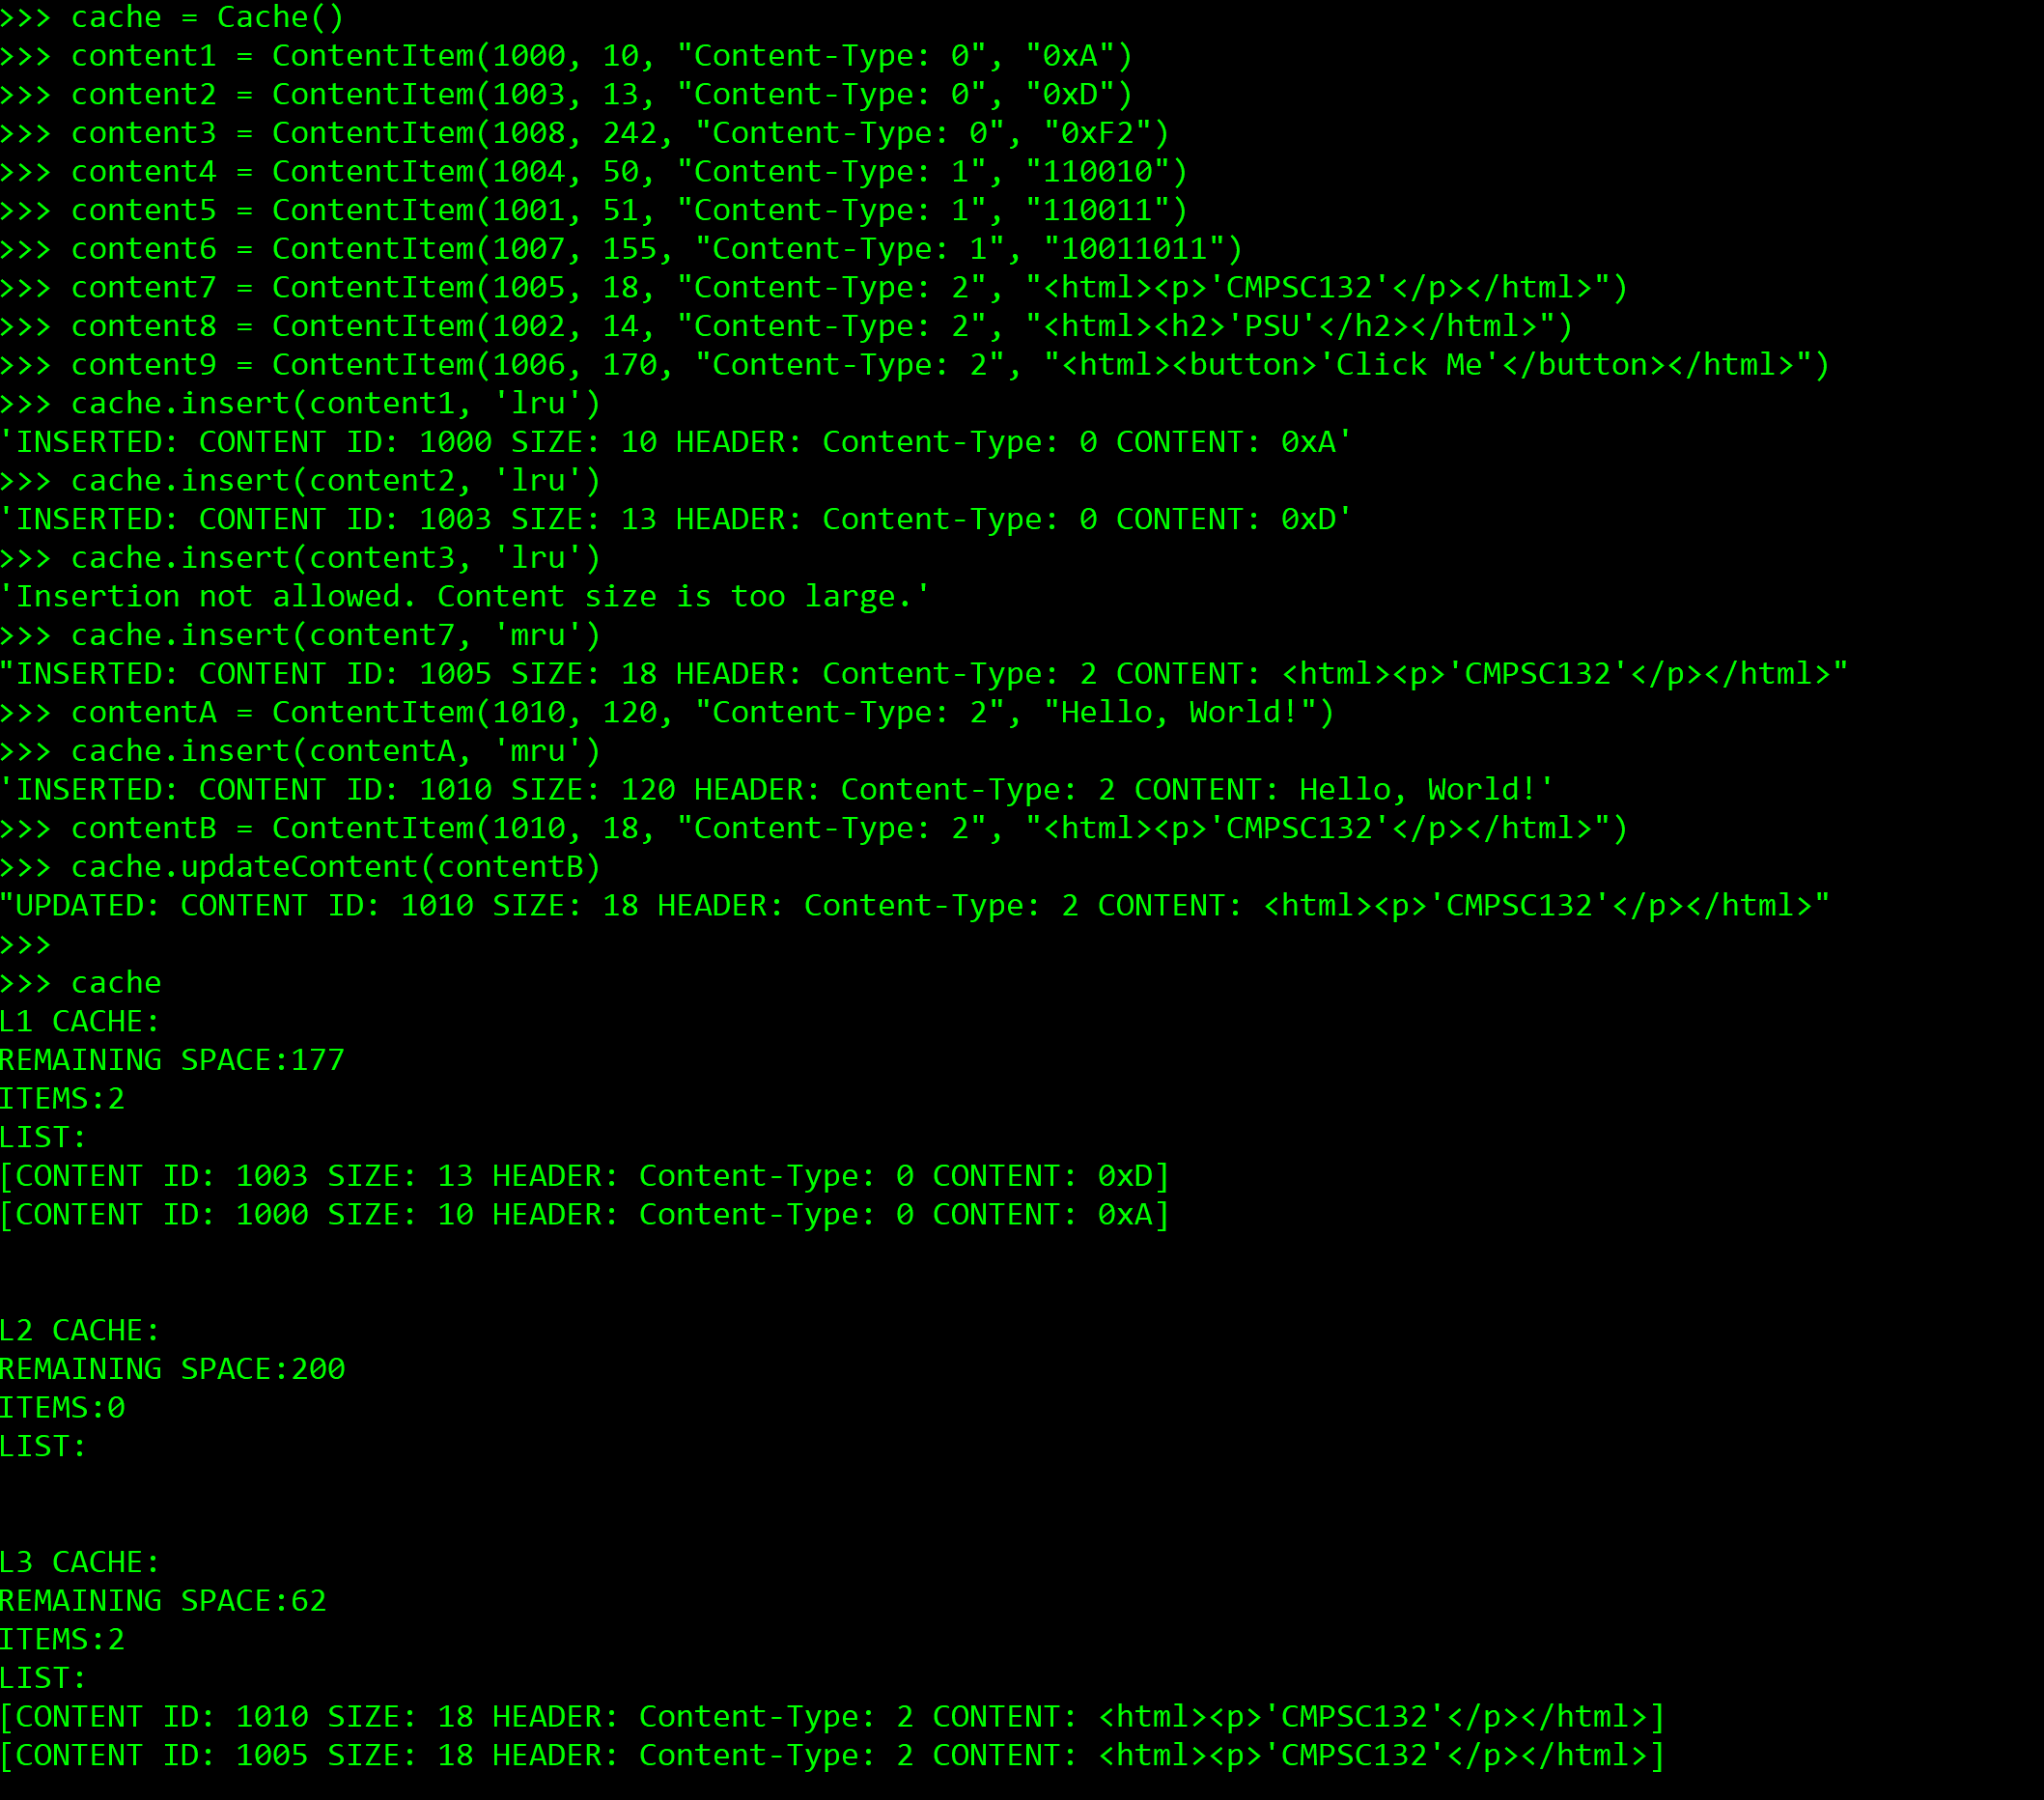 >>> cache = Cache()
>>> content1 = ContentItem(1000, 10, "Content-Type: 0", "0xA")
>>> content2 = ContentItem(1003, 13, "Content-Type: 0", "0xD")
>>> content3 = ContentItem(1008, 242, "Content-Type: 0", "0xF2")
>>> content4 = ContentItem(1004, 50, "Content-Type: 1", "110010")
>>> content5 = ContentItem(1001, 51, "Content-Type: 1", "110011")
>>> content6 = ContentItem(1007, 155, "Content-Type: 1", "10011011")
>>> content7 = ContentItem(1005, 18, "Content-Type: 2", "<html><p>'CMPSC132'</p></html>")
>>> content8 = ContentItem(1002, 14, "Content-Type: 2", "<html><h2>'PSU'</h2></html>")
>>> content9 = ContentItem(1006, 170, "Content-Type: 2", "<html><button>'Click Me'</button></html>")
>>> cache.insert(content1, 'lru')
'INSERTED: CONTENT ID: 1000 SIZE: 10 HEADER: Content-Type: 0 CONTENT: 0xA'
>>> cache.insert(content2, 'lru')
'INSERTED: CONTENT ID: 1003 SIZE: 13 HEADER: Content-Type: 0 CONTENT: 0xD'
>>> cache.insert(content3, 'lru')
'Insertion not allowed. Content size is too large.'
>>> cache.insert(content7, 'mru')
"INSERTED: CONTENT ID: 1005 SIZE: 18 HEADER: Content-Type: 2 CONTENT: <html><p>'CMPSC132'</p></html>"
>>> contentA = ContentItem(1010, 120, "Content-Type: 2", "Hello, World!")
>>> cache.insert(contentA, 'mru')
'INSERTED: CONTENT ID: 1010 SIZE: 120 HEADER: Content-Type: 2 CONTENT: Hello, World!'
>>> contentB = ContentItem(1010, 18, "Content-Type: 2", "<html><p>'CMPSC132'</p></html>")
>>> cache.updateContent(contentB)
"UPDATED: CONTENT ID: 1010 SIZE: 18 HEADER: Content-Type: 2 CONTENT: <html><p>'CMPSC132'</p></html>"
>>>
>>> cache
L1 CACHE:
REMAINING SPACE:177
ITEMS:2
LIST:
[CONTENT ID: 1003 SIZE: 13 HEADER: Content-Type: 0 CONTENT: 0xD]
[CONTENT ID: 1000 SIZE: 10 HEADER: Content-Type: 0 CONTENT: 0xA]
L2 CACHE:
REMAINING SPACE:200
ITEMS:0
LIST:
L3 CACHE:
REMAINING SPACE:62
ITEMS:2
LIST:
[CONTENT ID: 1010 SIZE: 18 HEADER: Content-Type: 2 CONTENT: <html><p>'CMPSC132'</p></html>]
[CONTENT ID: 1005 SIZE: 18 HEADER: Content-Type: 2 CONTENT: <html><p>'CMPSC132'</p></html>]